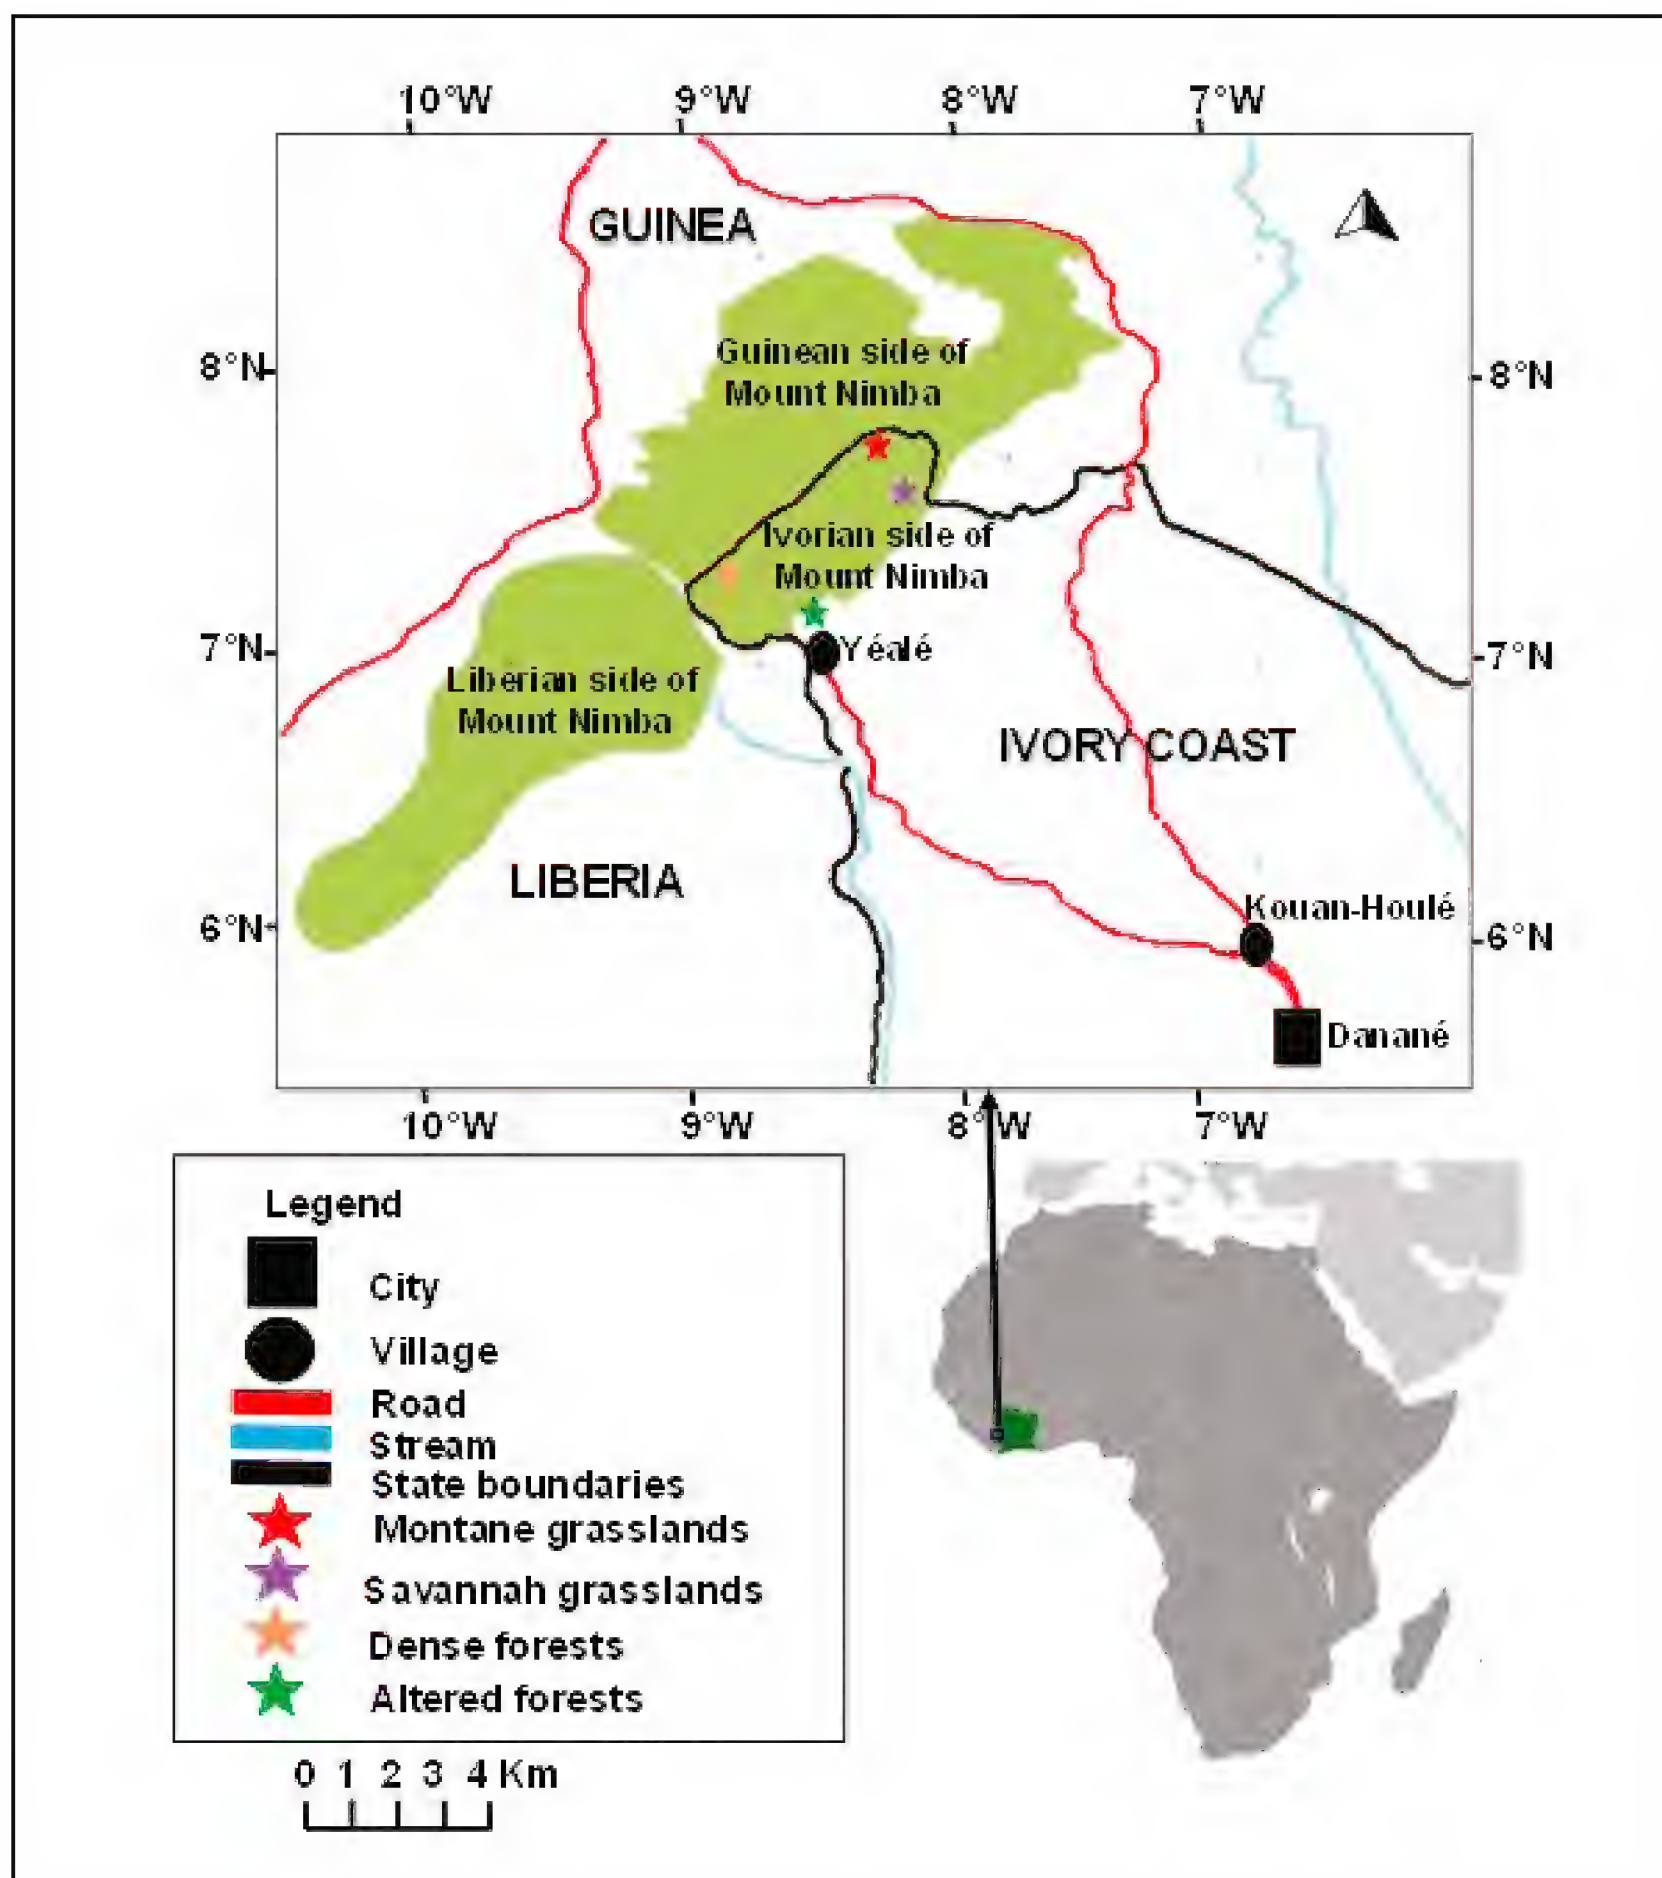 10°W 9°W 8°W 7°W
GUINEA
8°N 8°N
Guinean side of
Mount Nimba
Ivorian side of
Mount Nimba
7°N 7°N
Yéalé
Liberian side of
Mount Nimba
IVORY COAST
LIBERIA
Kouan-Houlé
6°N 6°N
Danané
10°W 9°W 8°W 7°W
Legend
City
Village
Road
Stream
State boundaries
Montane grasslands
Savannah grasslands
Dense forests
Altered forests
0 1 2 3 4 Km